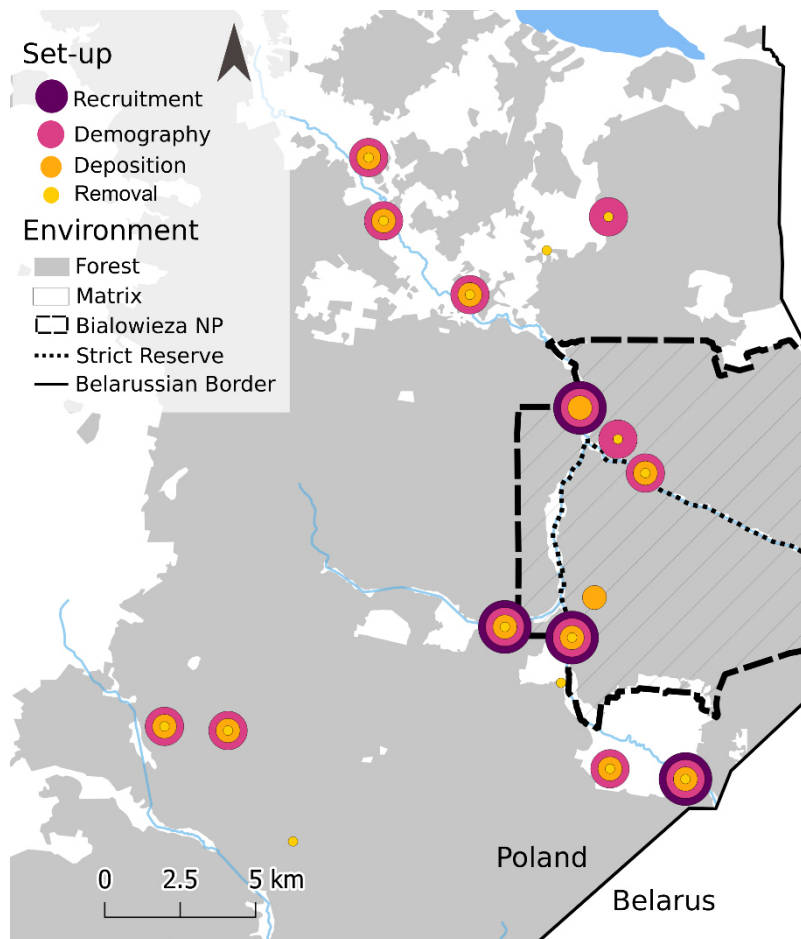 Set-up
Recruitment
Demography
Deposition
Removal
Environment
Forest
Matrix
Bialowieza NP
Strict Reserve
Belarussian Border
Poland
Belarus
0 2.5 5 km